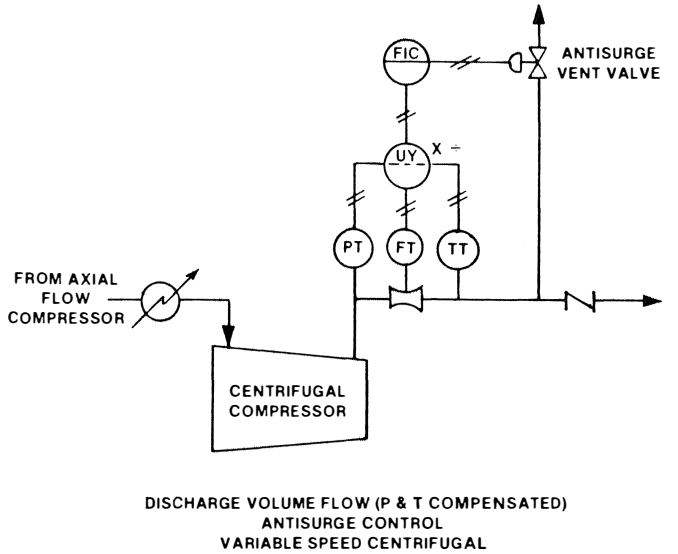 FIC
ANTISURGE
VENT VALVE
UY
X ÷
PT
FT
TT
FROM AXIAL
FLOW
COMPRESSOR
CENTRIFUGAL
COMPRESSOR
DISCHARGE VOLUME FLOW (P & T COMPENSATED)
ANTISURGE CONTROL
VARIABLE SPEED CENTRIFUGAL